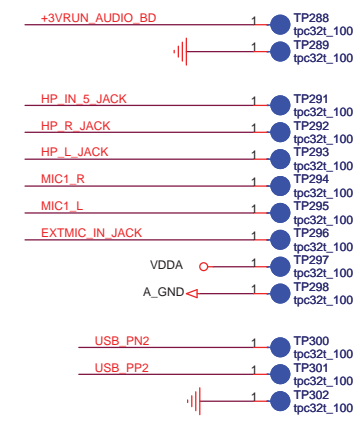 +3VRUN_AUDIO_BD 1 TP288
tpc32t_100
1 TP289
tpc32t_100
HP_IN_5_JACK 1 TP291
tpc32t_100
HP_R_JACK 1 TP292
tpc32t_100
HP_L_JACK 1 TP293
tpc32t_100
MIC1_R 1 TP294
tpc32t_100
MIC1_L 1 TP295
tpc32t_100
EXTMIC_IN_JACK 1 TP296
tpc32t_100
VDDA 1 TP297
tpc32t_100
A_GND 1 TP298
tpc32t_100
USB_PN2 1 TP300
tpc32t_100
USB_PP2 1 TP301
tpc32t_100
1 TP302
tpc32t_100